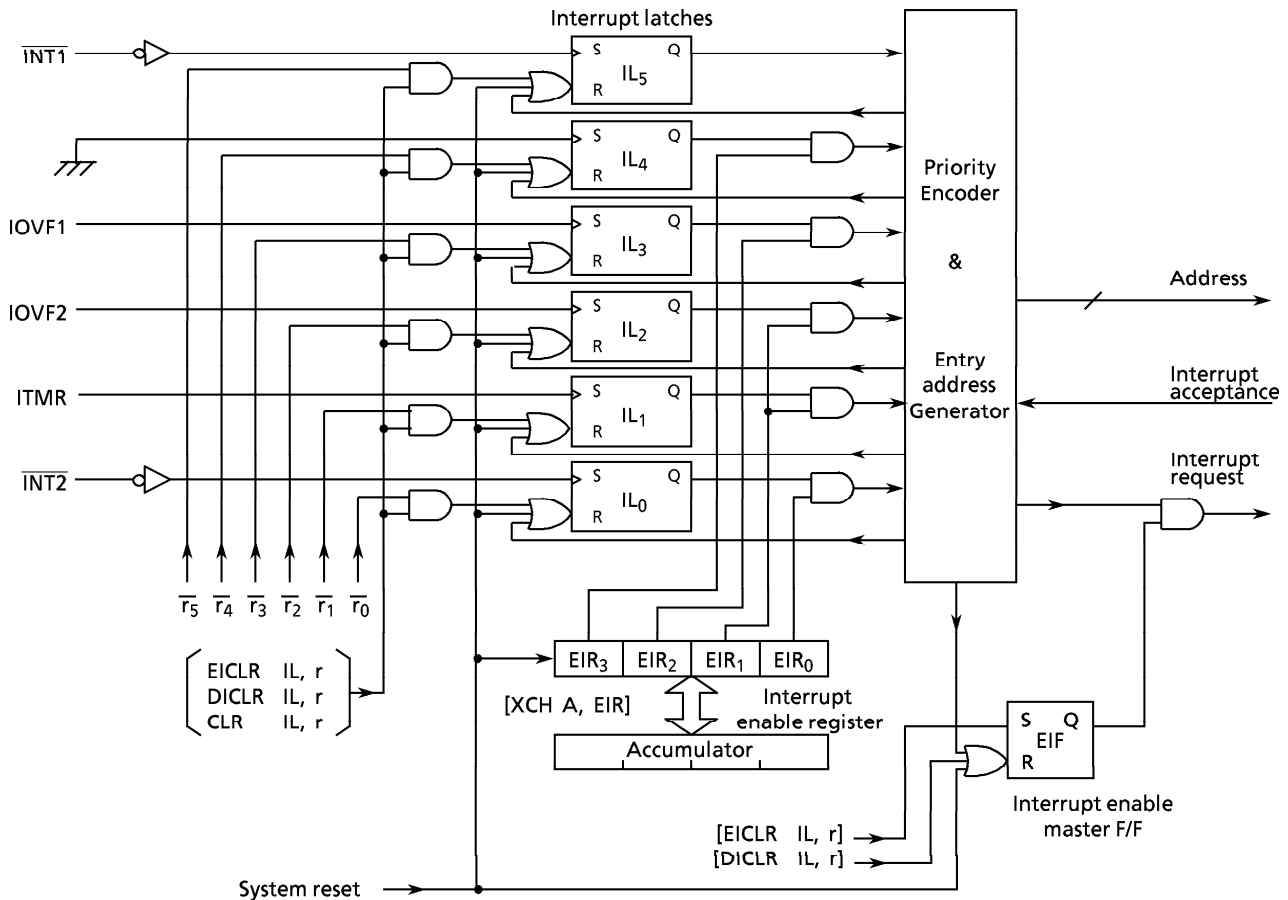 Interrupt latches
INT1
S Q
IL5
R
S Q
IL4
R
Priority
Encoder
IOVF1
S Q
IL3
R
&
Address
IOVF2
S Q
IL2
R
Entry
address
Generator
Interrupt
acceptance
ITMR
S Q
IL1
R
Interrupt
request
INT2
S Q
IL0
R
r5 r4 r3 r2 r1 r0
EICLR IL, r
DICLR IL, r
CLR IL, r
EIR3 EIR2 EIR1 EIR0
[XCH A, EIR]
Interrupt
enable register
Accumulator
S Q
EIF
R
Interrupt enable
master F/F
[EICLR IL, r]
[DICLR IL, r]
System reset